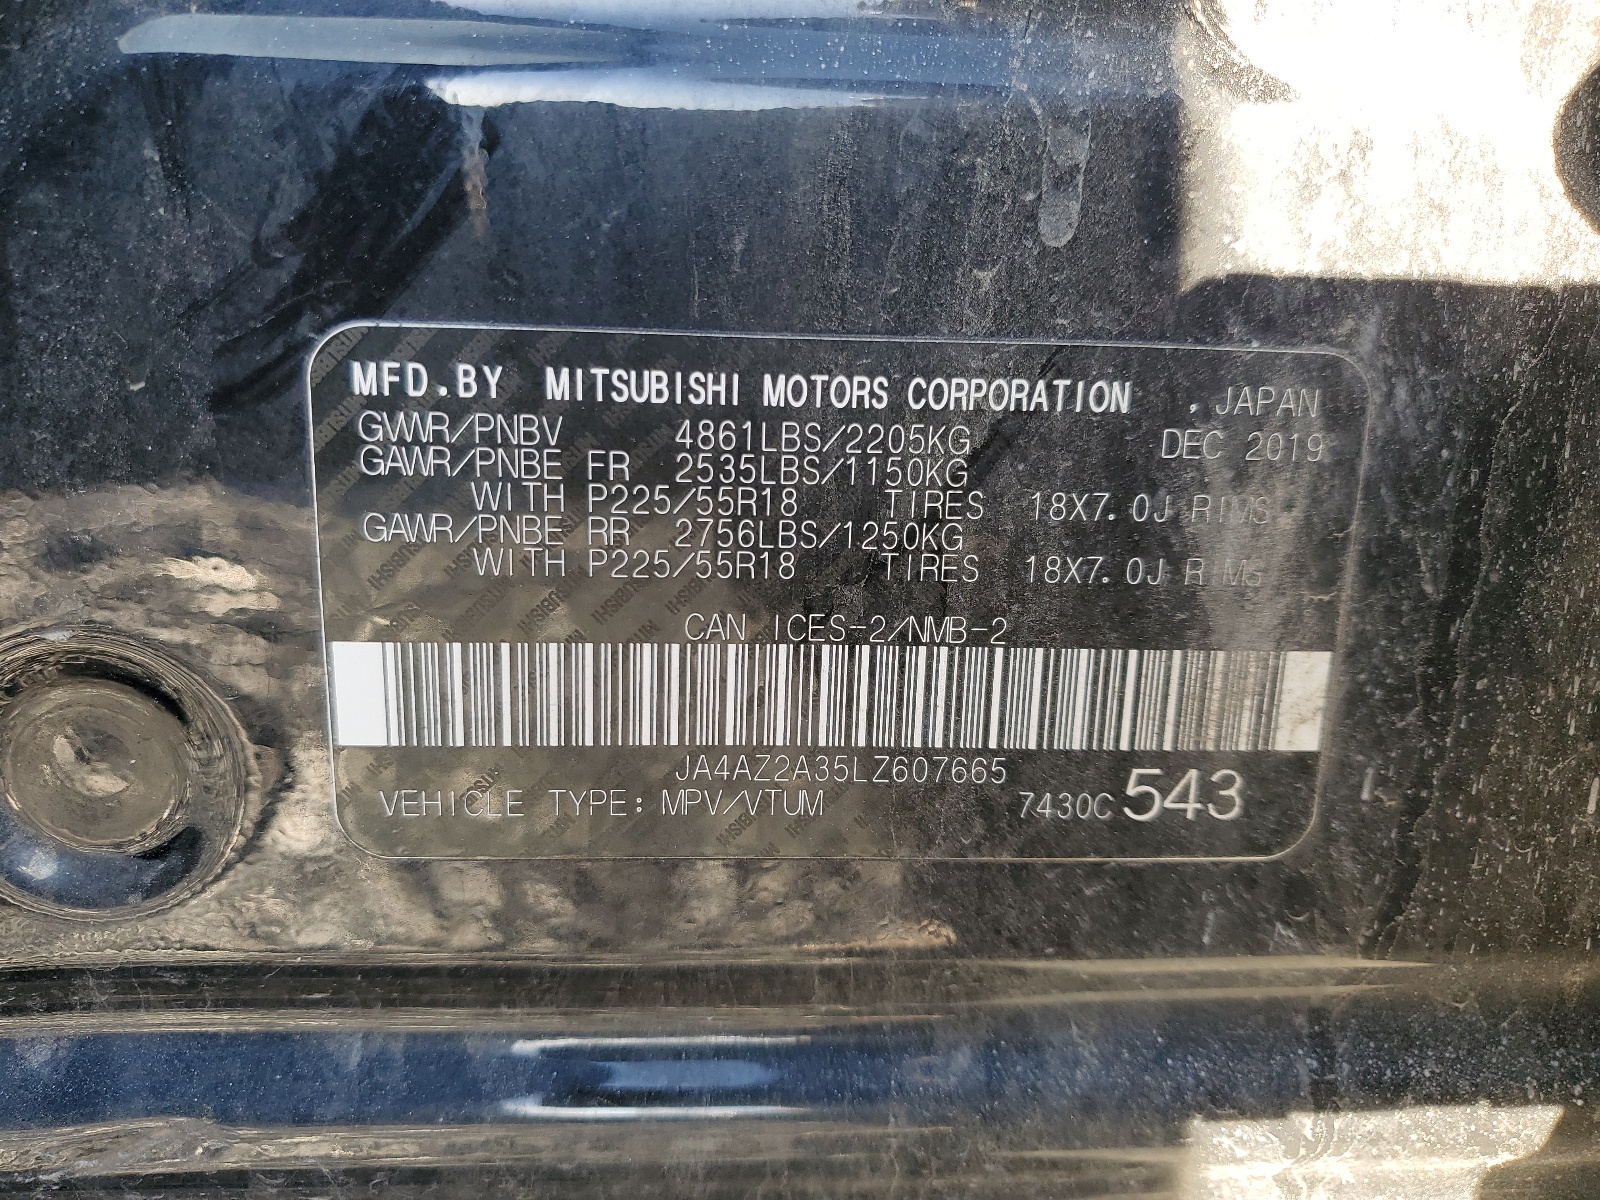 MFD.BY MITSUBISHI MOTORS CORPORATION , JAPAN
GVWR/PNBV 4861LBS/2205KG DEC 2019
GAWR/PNBE FR 2535LBS/1150KG
WITH P225/55R18 TIRES 18X7.0J RIMS
GAWR/PNBE RR 2756LBS/1250KG
WITH P225/55R18 TIRES 18X7.0J RIMS
CAN ICES-2/NMB-2
JA4AZ2A35LZ607665
VEHICLE TYPE: MPV/VTUM 7430C 543